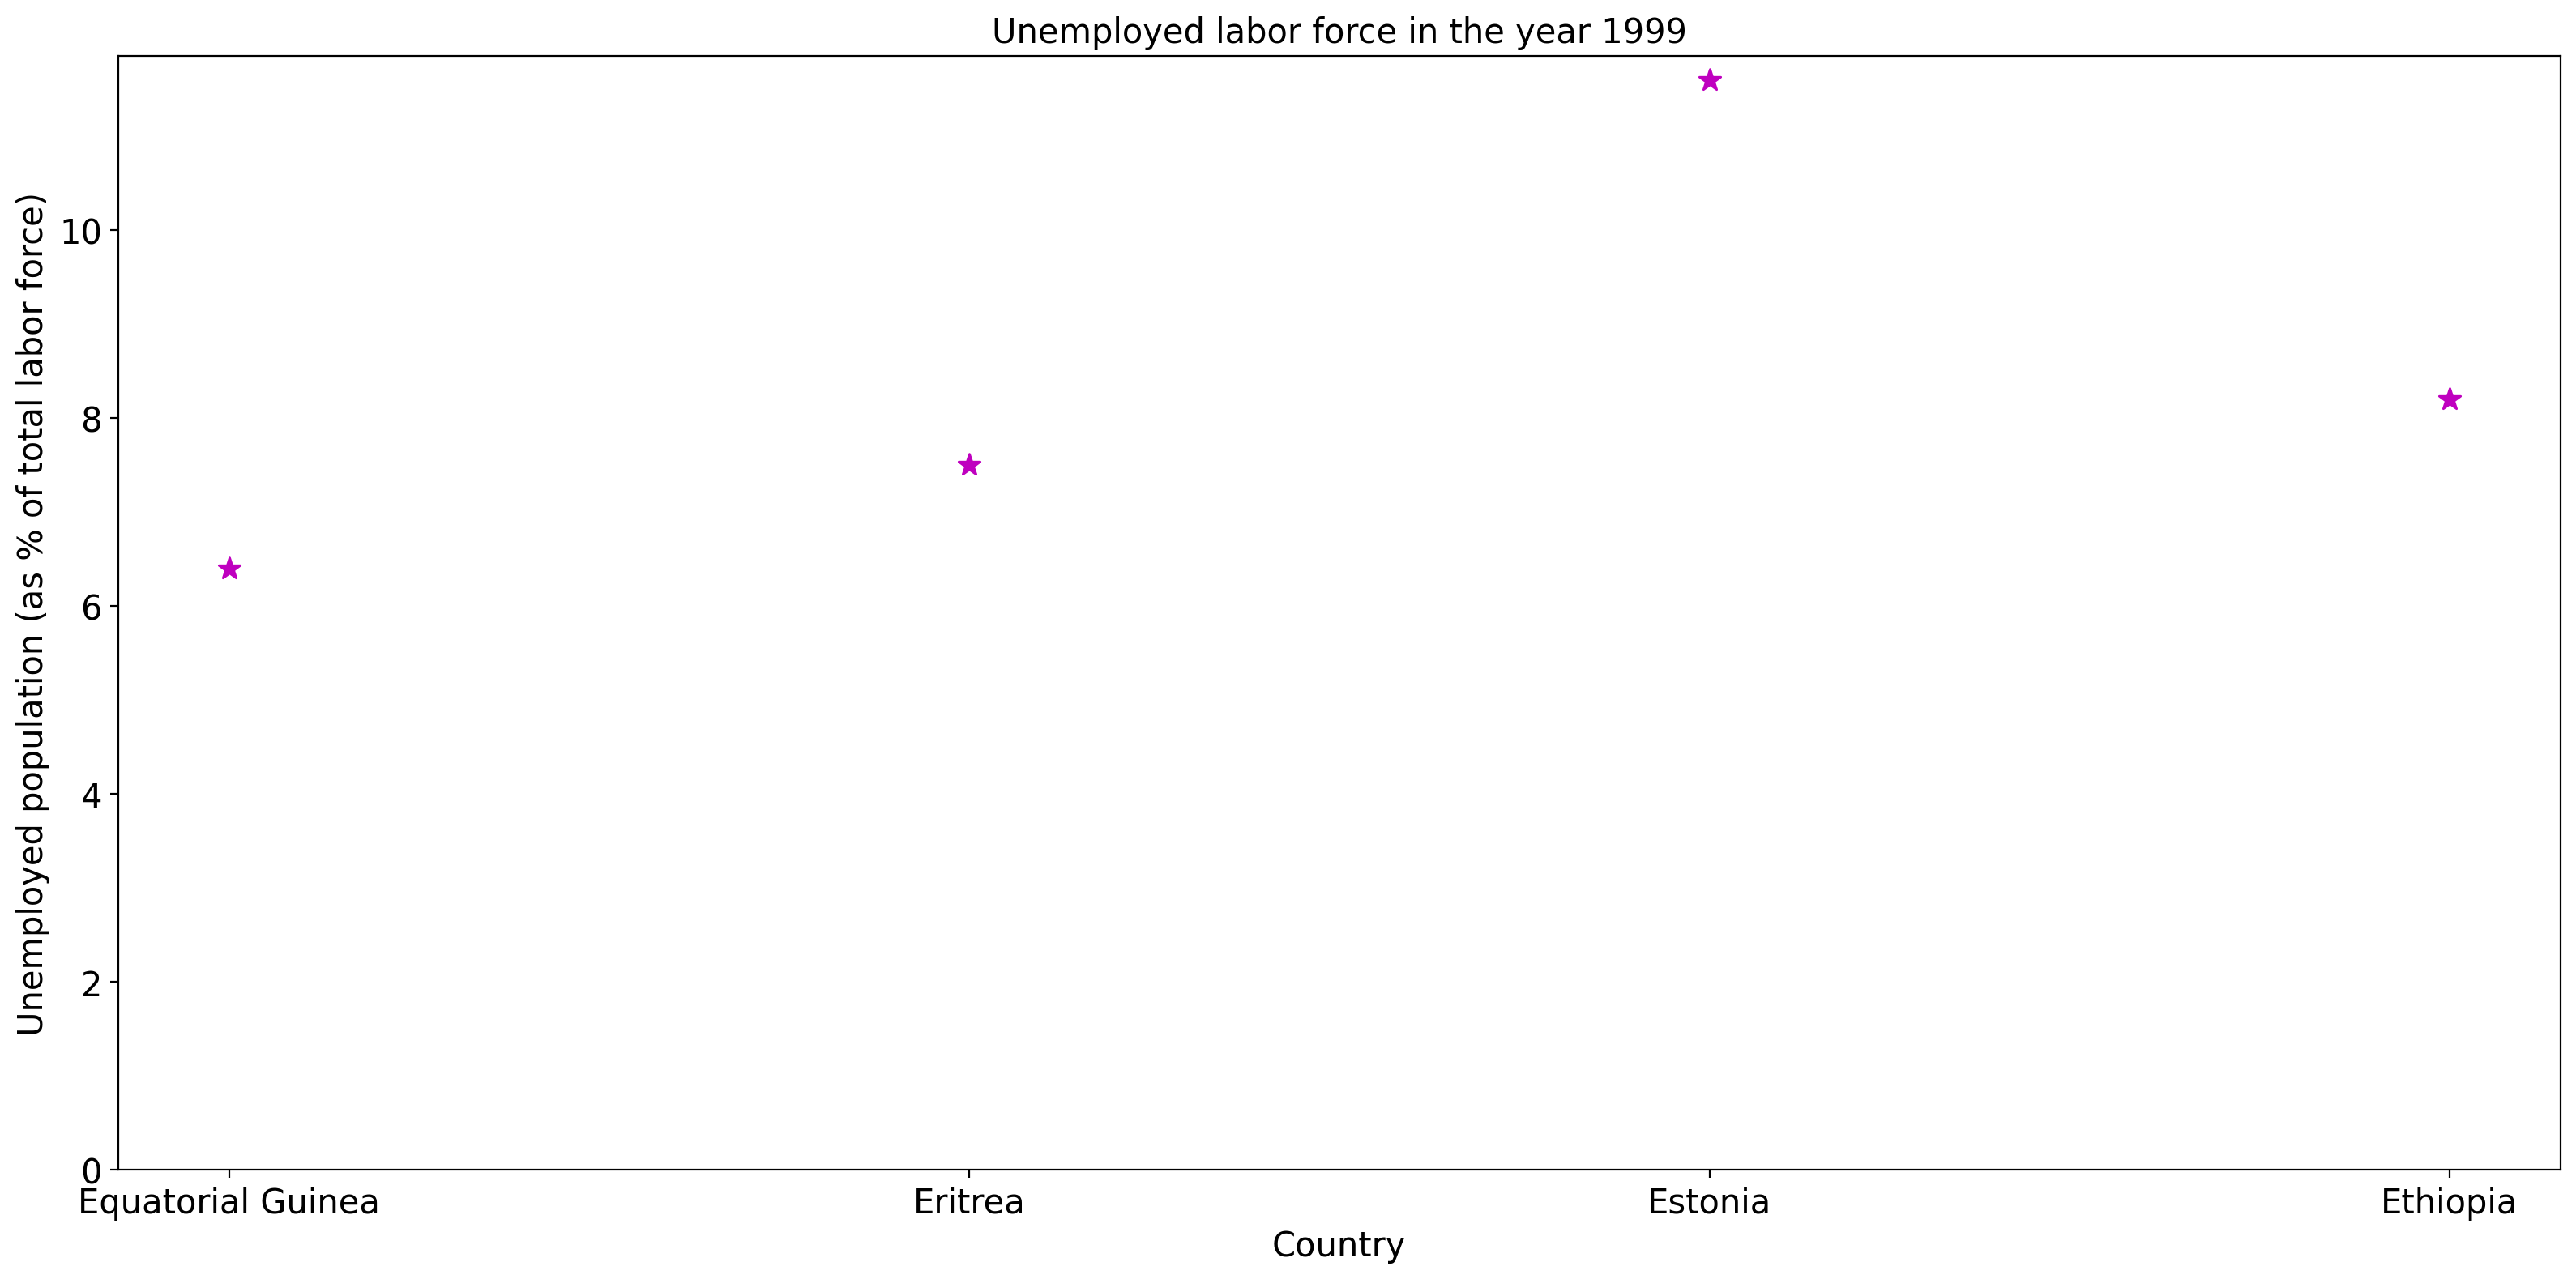 Unemployed labor force in the year 1999
Unemployed population (as % of total labor force)
10
8
6
4
2
0
Equatorial Guinea Eritrea Estonia Ethiopia
Country